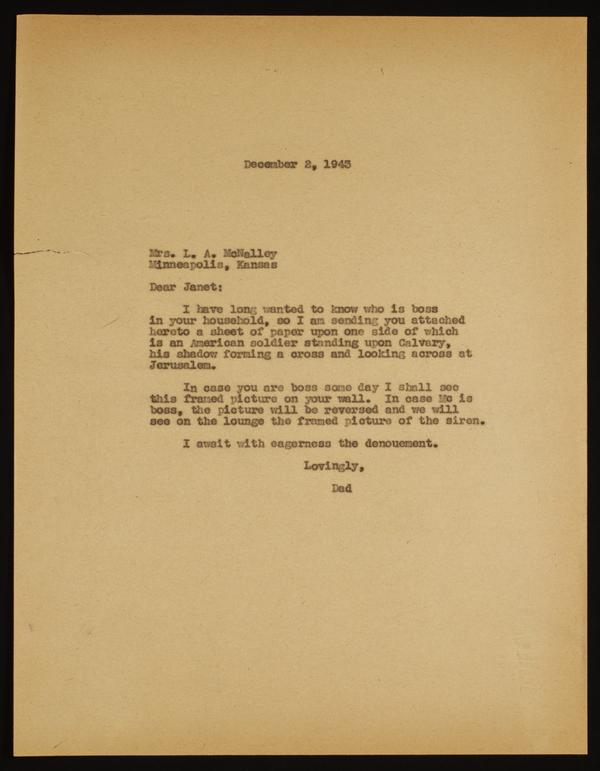 December 2, 1943
Mrs. L. A. McNalley
Minneapolis, Kansas
Dear Janet:
I have long wanted to know who is boss
in your household, so I am sending you attached
hereto a sheet of paper upon one side of which
is an American soldier standing upon Calvary,
his shadow forming a cross and looking across at
Jerusalem.
In case you are boss some day I shall see
this framed picture on your wall. In case Mc is
boss, the picture will be reversed and we will
see on the lounge the framed picture of the siren.
I await with eagerness the denouement.
Lovingly,
Dad